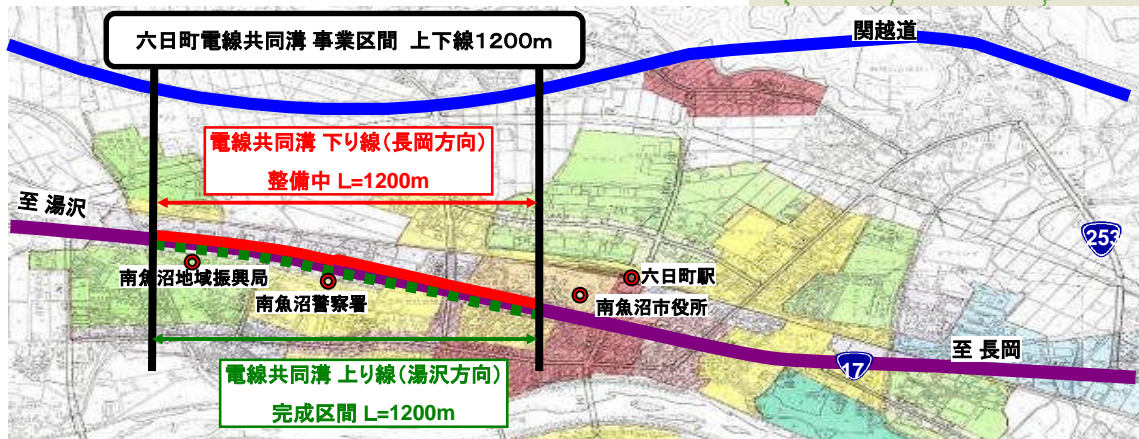 六日町電線共同溝 事業区間 上下線1200m
関越道
電線共同溝 下り線(長岡方向)
整備中 L=1200m
至 湯沢
253
南魚沼地域振興局
南魚沼警察署
六日町駅
南魚沼市役所
至 長岡
17
電線共同溝 上り線(湯沢方向)
完成区間 L=1200m